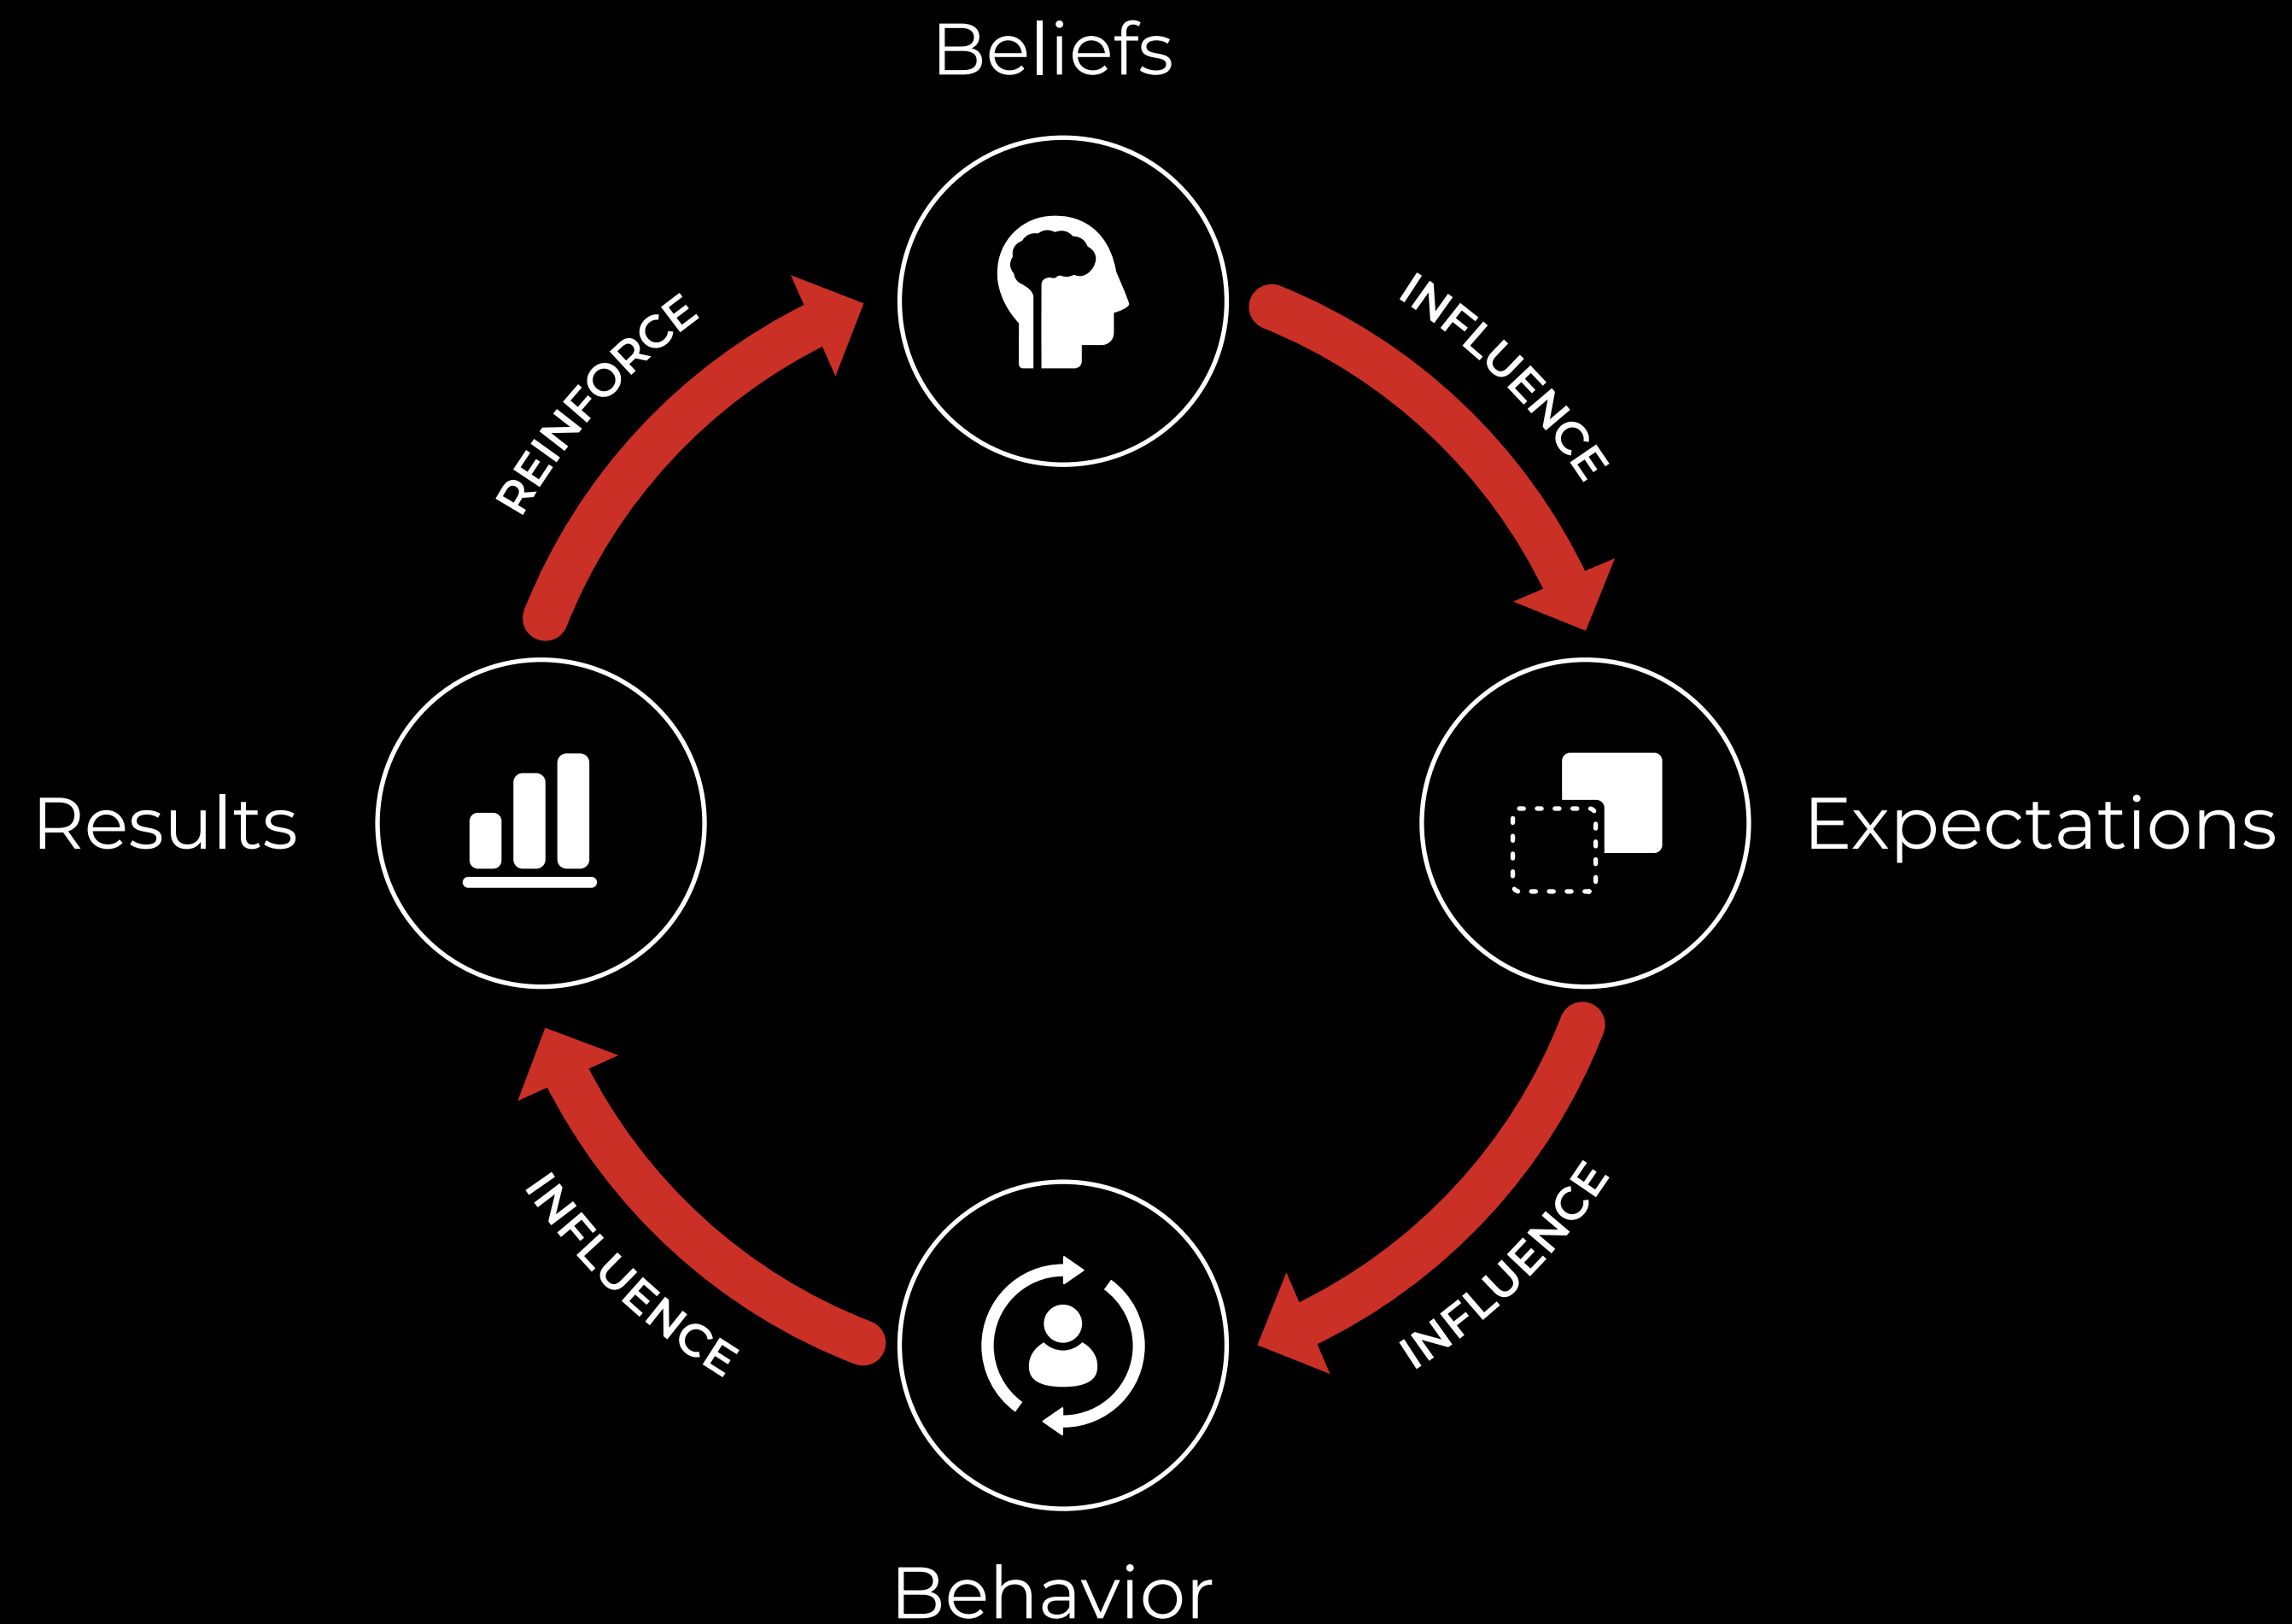 Beliefs
REINFORCE
INFLUENCE
Results
Expectations
INFLUENCE
INFLUENCE
Behavior